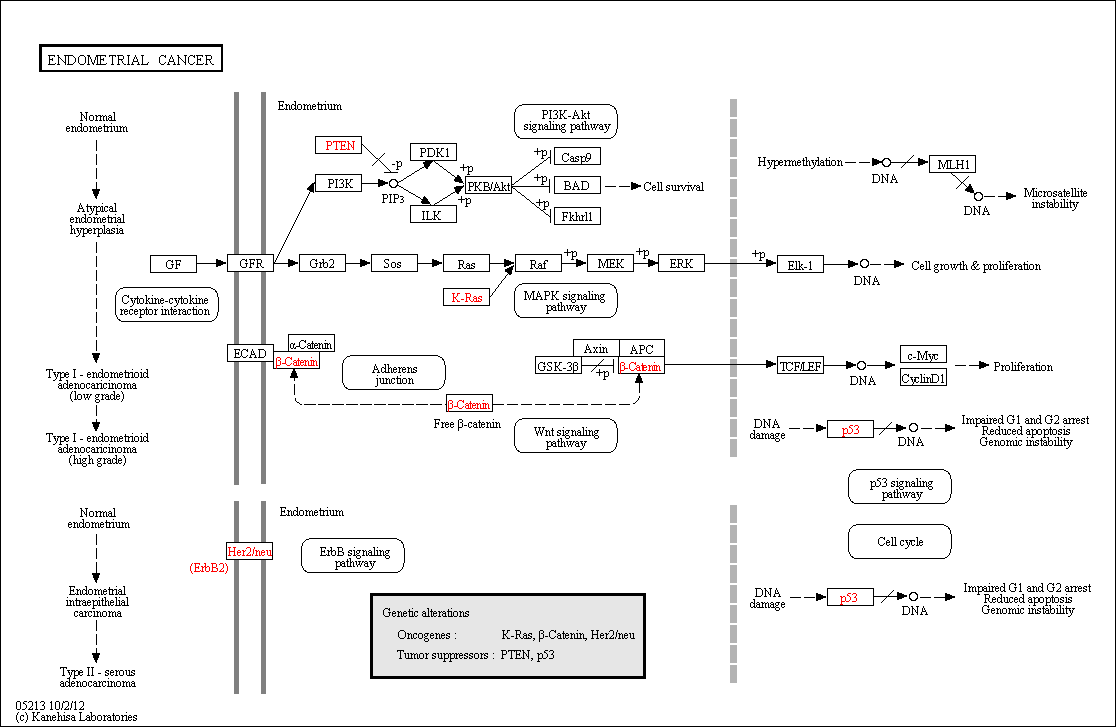 ENDOMETRIAL CANCER
Normal
endometrium
Atypical
endometrial
hyperplasia
Type I - endometrioid
adenocarcinoma
(low grade)
Type I - endometrioid
adenocarcinoma
(high grade)
Endometrium
PI3K-Akt
signaling pathway
PTEN
-p
PDK1
+p
PI3K
PIP3
ILK
+p
PKB/Akt
+p
Casp9
+p
BAD
+p
Fkhrl1
Cell survival
Hypermethylation
DNA
MLH1
DNA
Microsatellite
instability
GF
GFR
Grb2
Sos
Ras
Raf
+p
MEK
+p
ERK
+p
Elk-1
DNA
Cell growth & proliferation
K-Ras
Cytokine-cytokine
receptor interaction
MAPK signaling
pathway
ECAD
α-Catenin
β-Catenin
Adherens
junction
Axin
APC
GSK-3β
+p
β-Catenin
TCF/LEF
DNA
c-Myc
CyclinD1
Proliferation
β-Catenin
Free β-catenin
Wnt signaling
pathway
DNA
damage
p53
DNA
Impaired G1 and G2 arrest
Reduced apoptosis
Genomic instability
p53 signaling
pathway
Cell cycle
Normal
endometrium
Endometrial
intraepithelial
carcinoma
Type II - serous
adenocarcinoma
Endometrium
Her2/neu
(ErbB2)
ErbB signaling
pathway
DNA
damage
p53
DNA
Impaired G1 and G2 arrest
Reduced apoptosis
Genomic instability
Genetic alterations
Oncogenes : K-Ras, β-Catenin, Her2/neu
Tumor suppressors : PTEN, p53
05213 10/2/12
(c) Kanehisa Laboratories